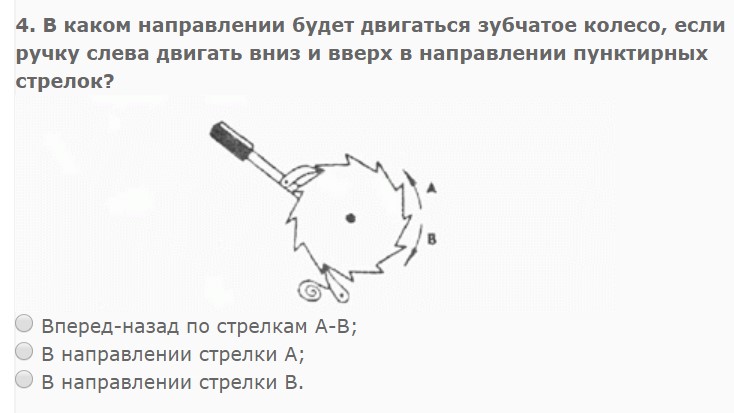 4. В каком направлении будет двигаться зубчатое колесо, если
ручку слева двигать вниз и вверх в направлении пунктирных
стрелок?
A
B
Вперед-назад по стрелкам А-В;
В направлении стрелки А;
В направлении стрелки В.